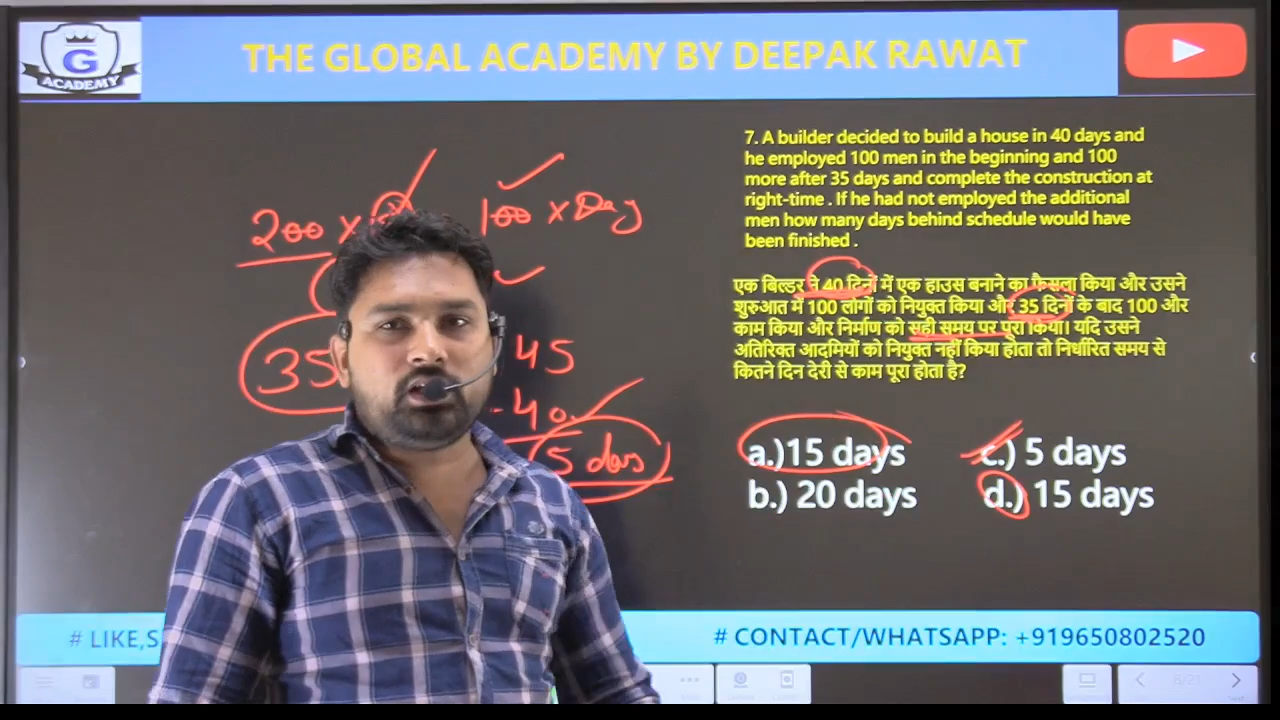 G
ACADEMY
THE GLOBAL ACADEMY BY DEEPAK RAWAT
7. A builder decided to build a house in 40 days and
he employed 100 men in the beginning and 100
more after 35 days and complete the construction at
right-time . If he had not employed the additional
men how many days behind schedule would have
been finished .
एक बिल्डर ने 40 दिनों में एक हाउस बनाने का फैसला किया और उसने
शुरुआत में 100 लोगों को नियुक्त किया और 35 दिनों के बाद 100 और
काम किया और निर्माण को सही समय पर पूरा किया। यदि उसने
अतिरिक्त आदमियों को नियुक्त नहीं किया होता तो निर्धारित समय से
कितने दिन देरी से काम पूरा होता है?
a.)15 days
c.) 5 days
b.) 20 days
d.) 15 days
200 ×
100 × Day
35
45
- 40
5 days
# LIKE,S
# CONTACT/WHATSAPP: +919650802520